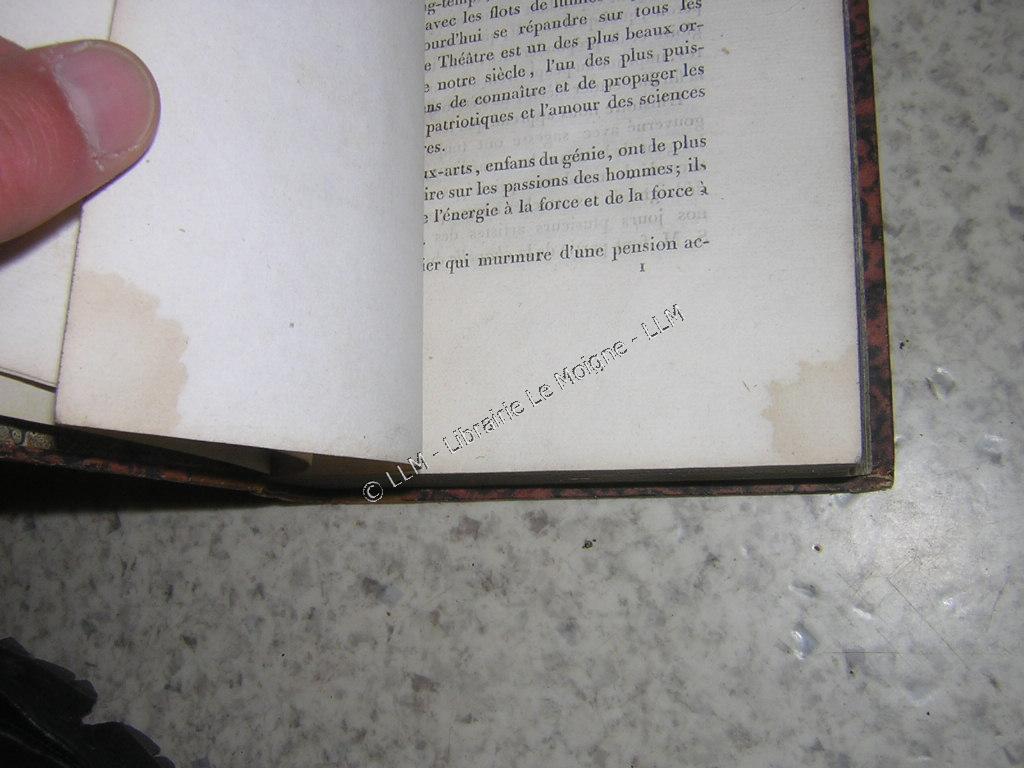 avec les flots de
ourd'hui se répandre sur tous les
e Théâtre est un des plus beaux or-
e notre siècle, l'un des plus puis-
ns de connaître et de propager les
patriotiques et l'amour des sciences
res.
ux-arts, enfans du génie, ont le plus
ire sur les passions des hommes; ils
e l'énergie à la force et de la force à
ier qui murmure d'une pension ac-
1
© LLM - Librairie Le Moigne - LLM